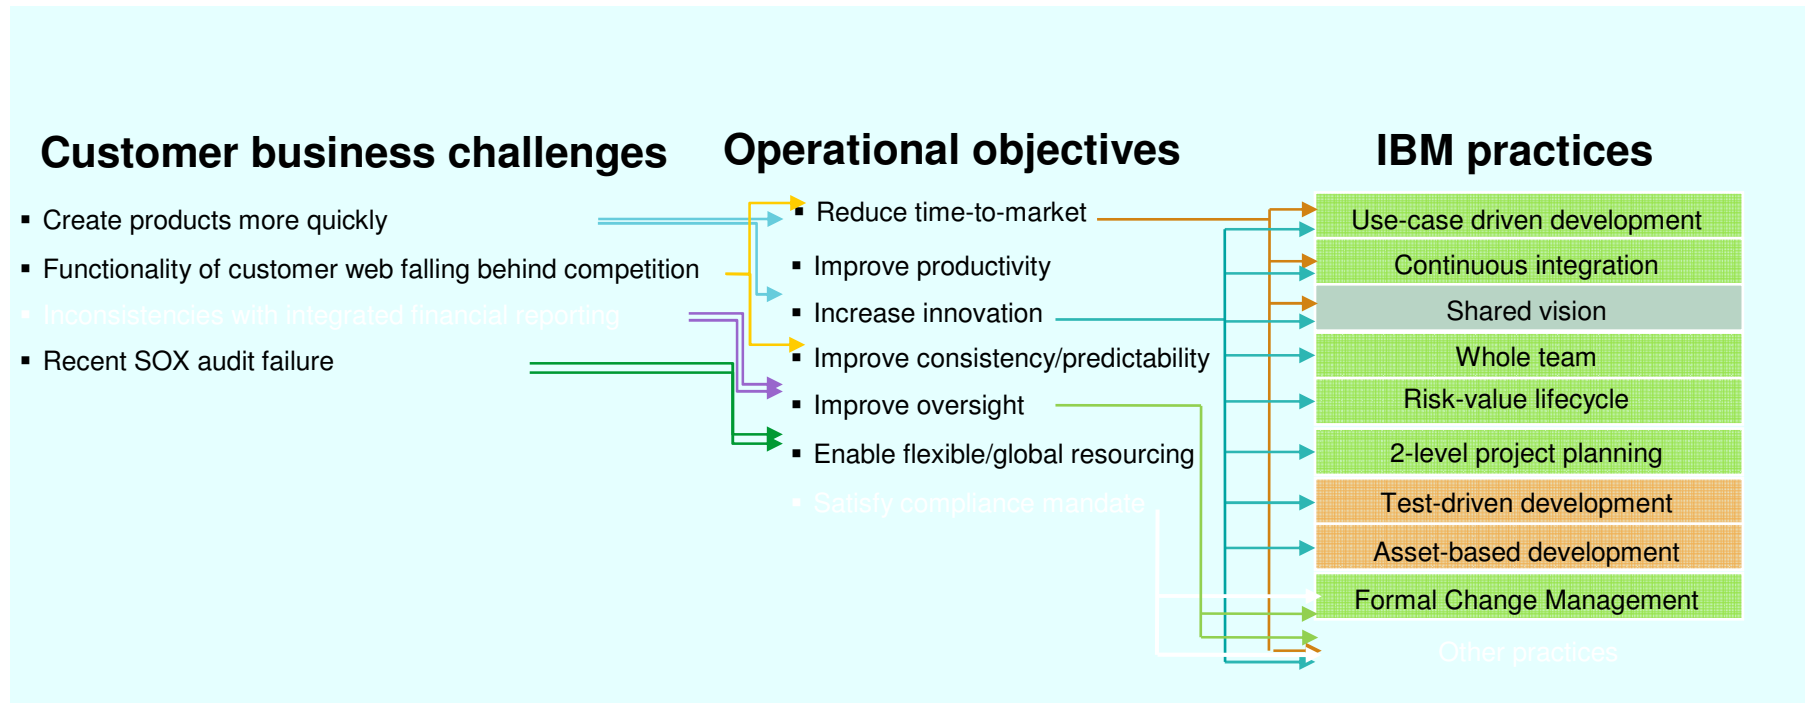 Customer business challenges
▪ Create products more quickly
▪ Functionality of customer web falling behind competition
▪ Inconsistencies with integrated financial reporting
▪ Recent SOX audit failure
Operational objectives
▪ Reduce time-to-market
▪ Improve productivity
▪ Increase innovation
▪ Improve consistency/predictability
▪ Improve oversight
▪ Enable flexible/global resourcing
▪ Satisfy compliance mandate
IBM practices
Use-case driven development
Continuous integration
Shared vision
Whole team
Risk-value lifecycle
2-level project planning
Test-driven development
Asset-based development
Formal Change Management
Other practices